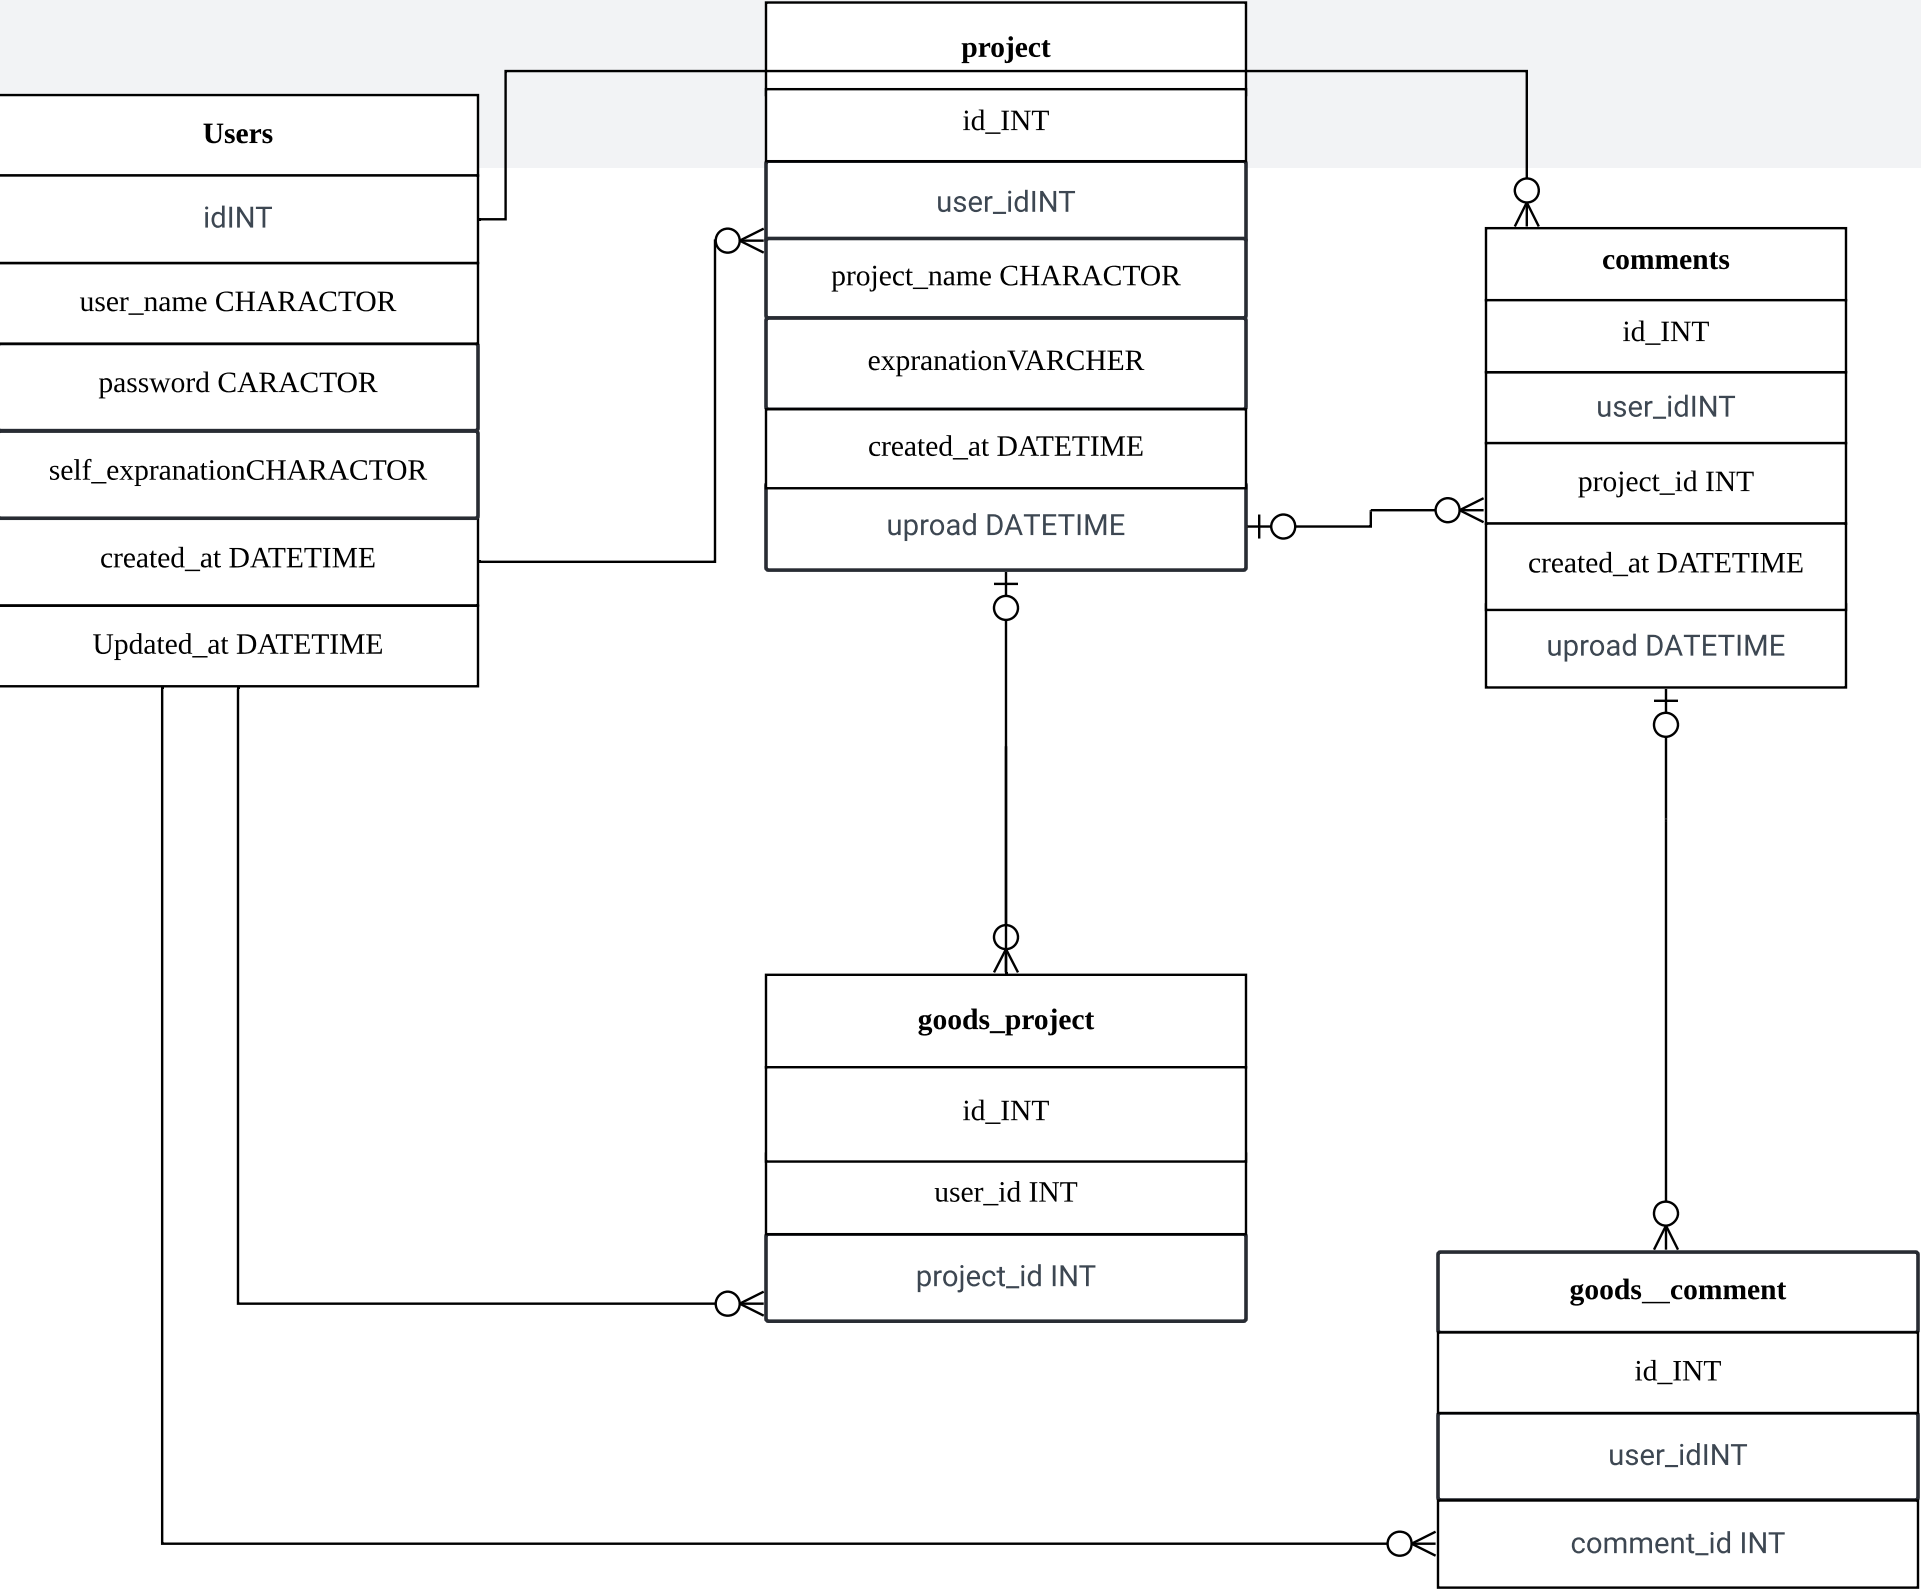 Users
idINT
user_name CHARACTOR
password CARACTOR
self_expranationCHARACTOR
created_at DATETIME
Updated_at DATETIME
project
id_INT
user_idINT
project_name CHARACTOR
expranationVARCHER
created_at DATETIME
uproad DATETIME
comments
id_INT
user_idINT
project_id INT
created_at DATETIME
uproad DATETIME
goods_project
id_INT
user_id INT
project_id INT
goods__comment
id_INT
user_idINT
comment_id INT